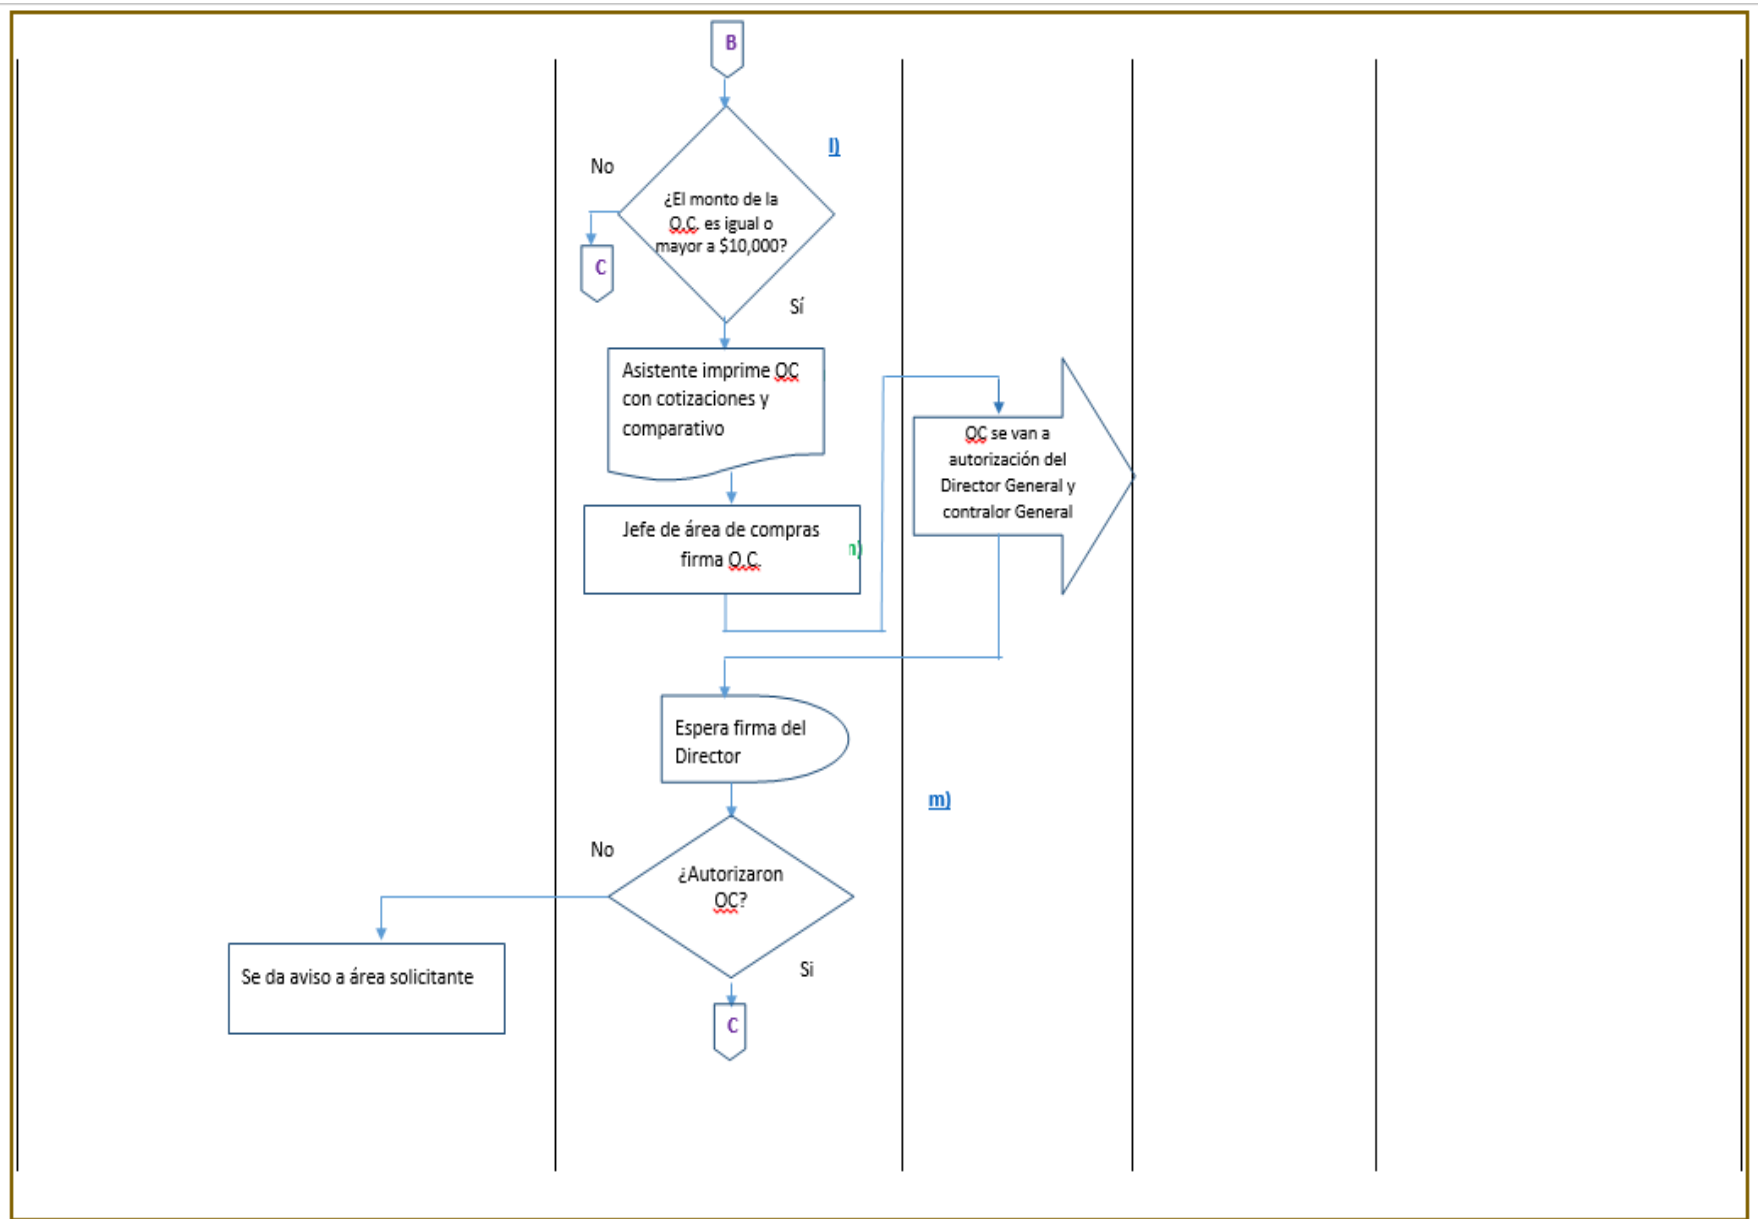 B
l)
No
¿El monto de la
O.C. es igual o
mayor a $10,000?
C
Sí
Asistente imprime OC
con cotizaciones y
comparativo
OC se van a
autorización del
Director General y
contralor General
Jefe de área de compras
firma O.C.
Espera firma del
Director
m)
No
¿Autorizaron
OC?
Si
Se da aviso a área solicitante
C